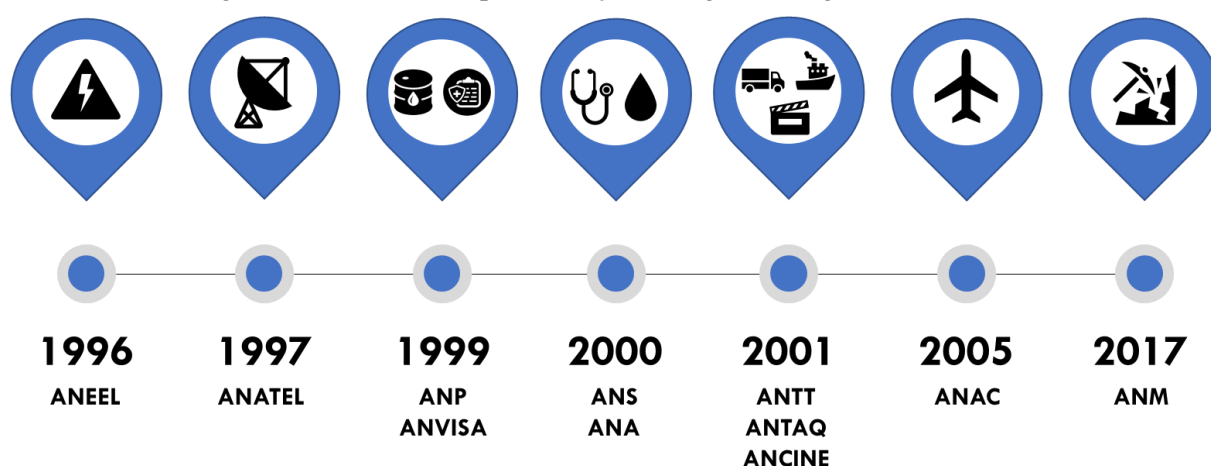 1996
ANEEL
1997
ANATEL
1999
ANP
ANVISA
2000
ANS
ANA
2001
ANTT
ANTAQ
ANCINE
2005
ANAC
2017
ANM